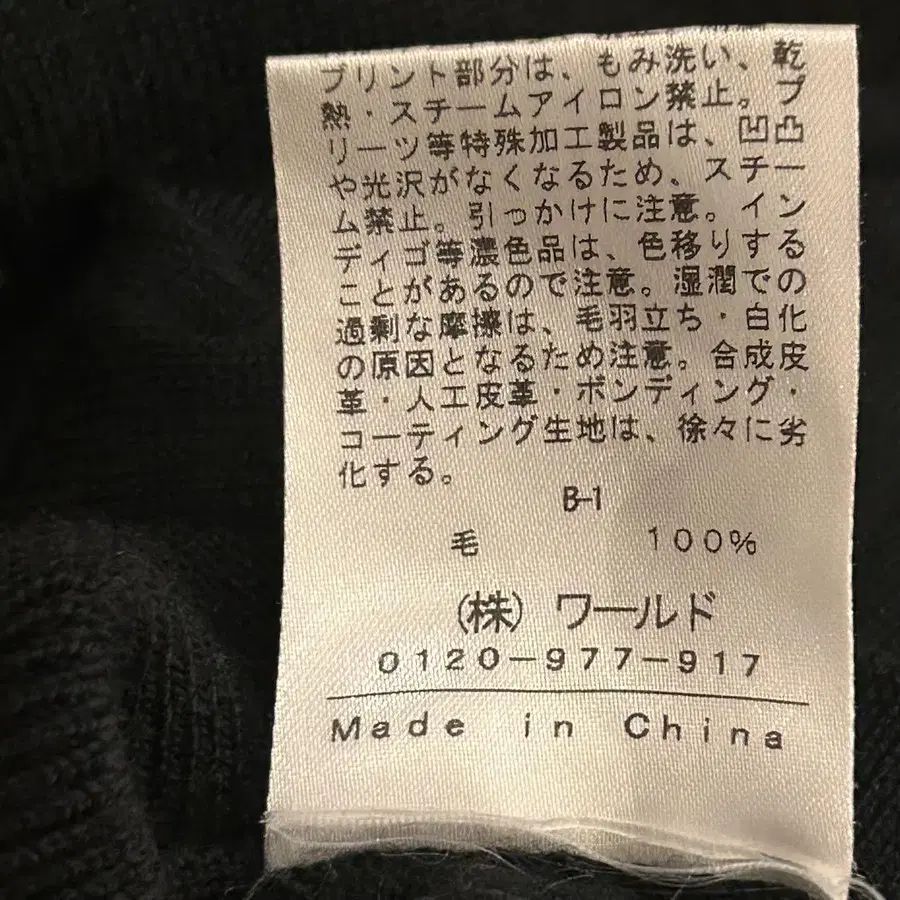 プリント部分は、もみ洗い、乾
熱・スチームアイロン禁止。プ
リーツ等特殊加工製品は、凹凸
や光沢がなくなるため、スチー
ム禁止。引っかけに注意。イン
ディゴ等濃色品は、色移りする
ことがあるので注意。湿潤での
過剰な摩擦は、毛羽立ち・白化
の原因となるため注意。合成皮
革・人工皮革・ボンディング・
コーティング生地は、徐々に劣
化する。
B-1
毛 100%
(株) ワールド
0120-977-917
Made in China